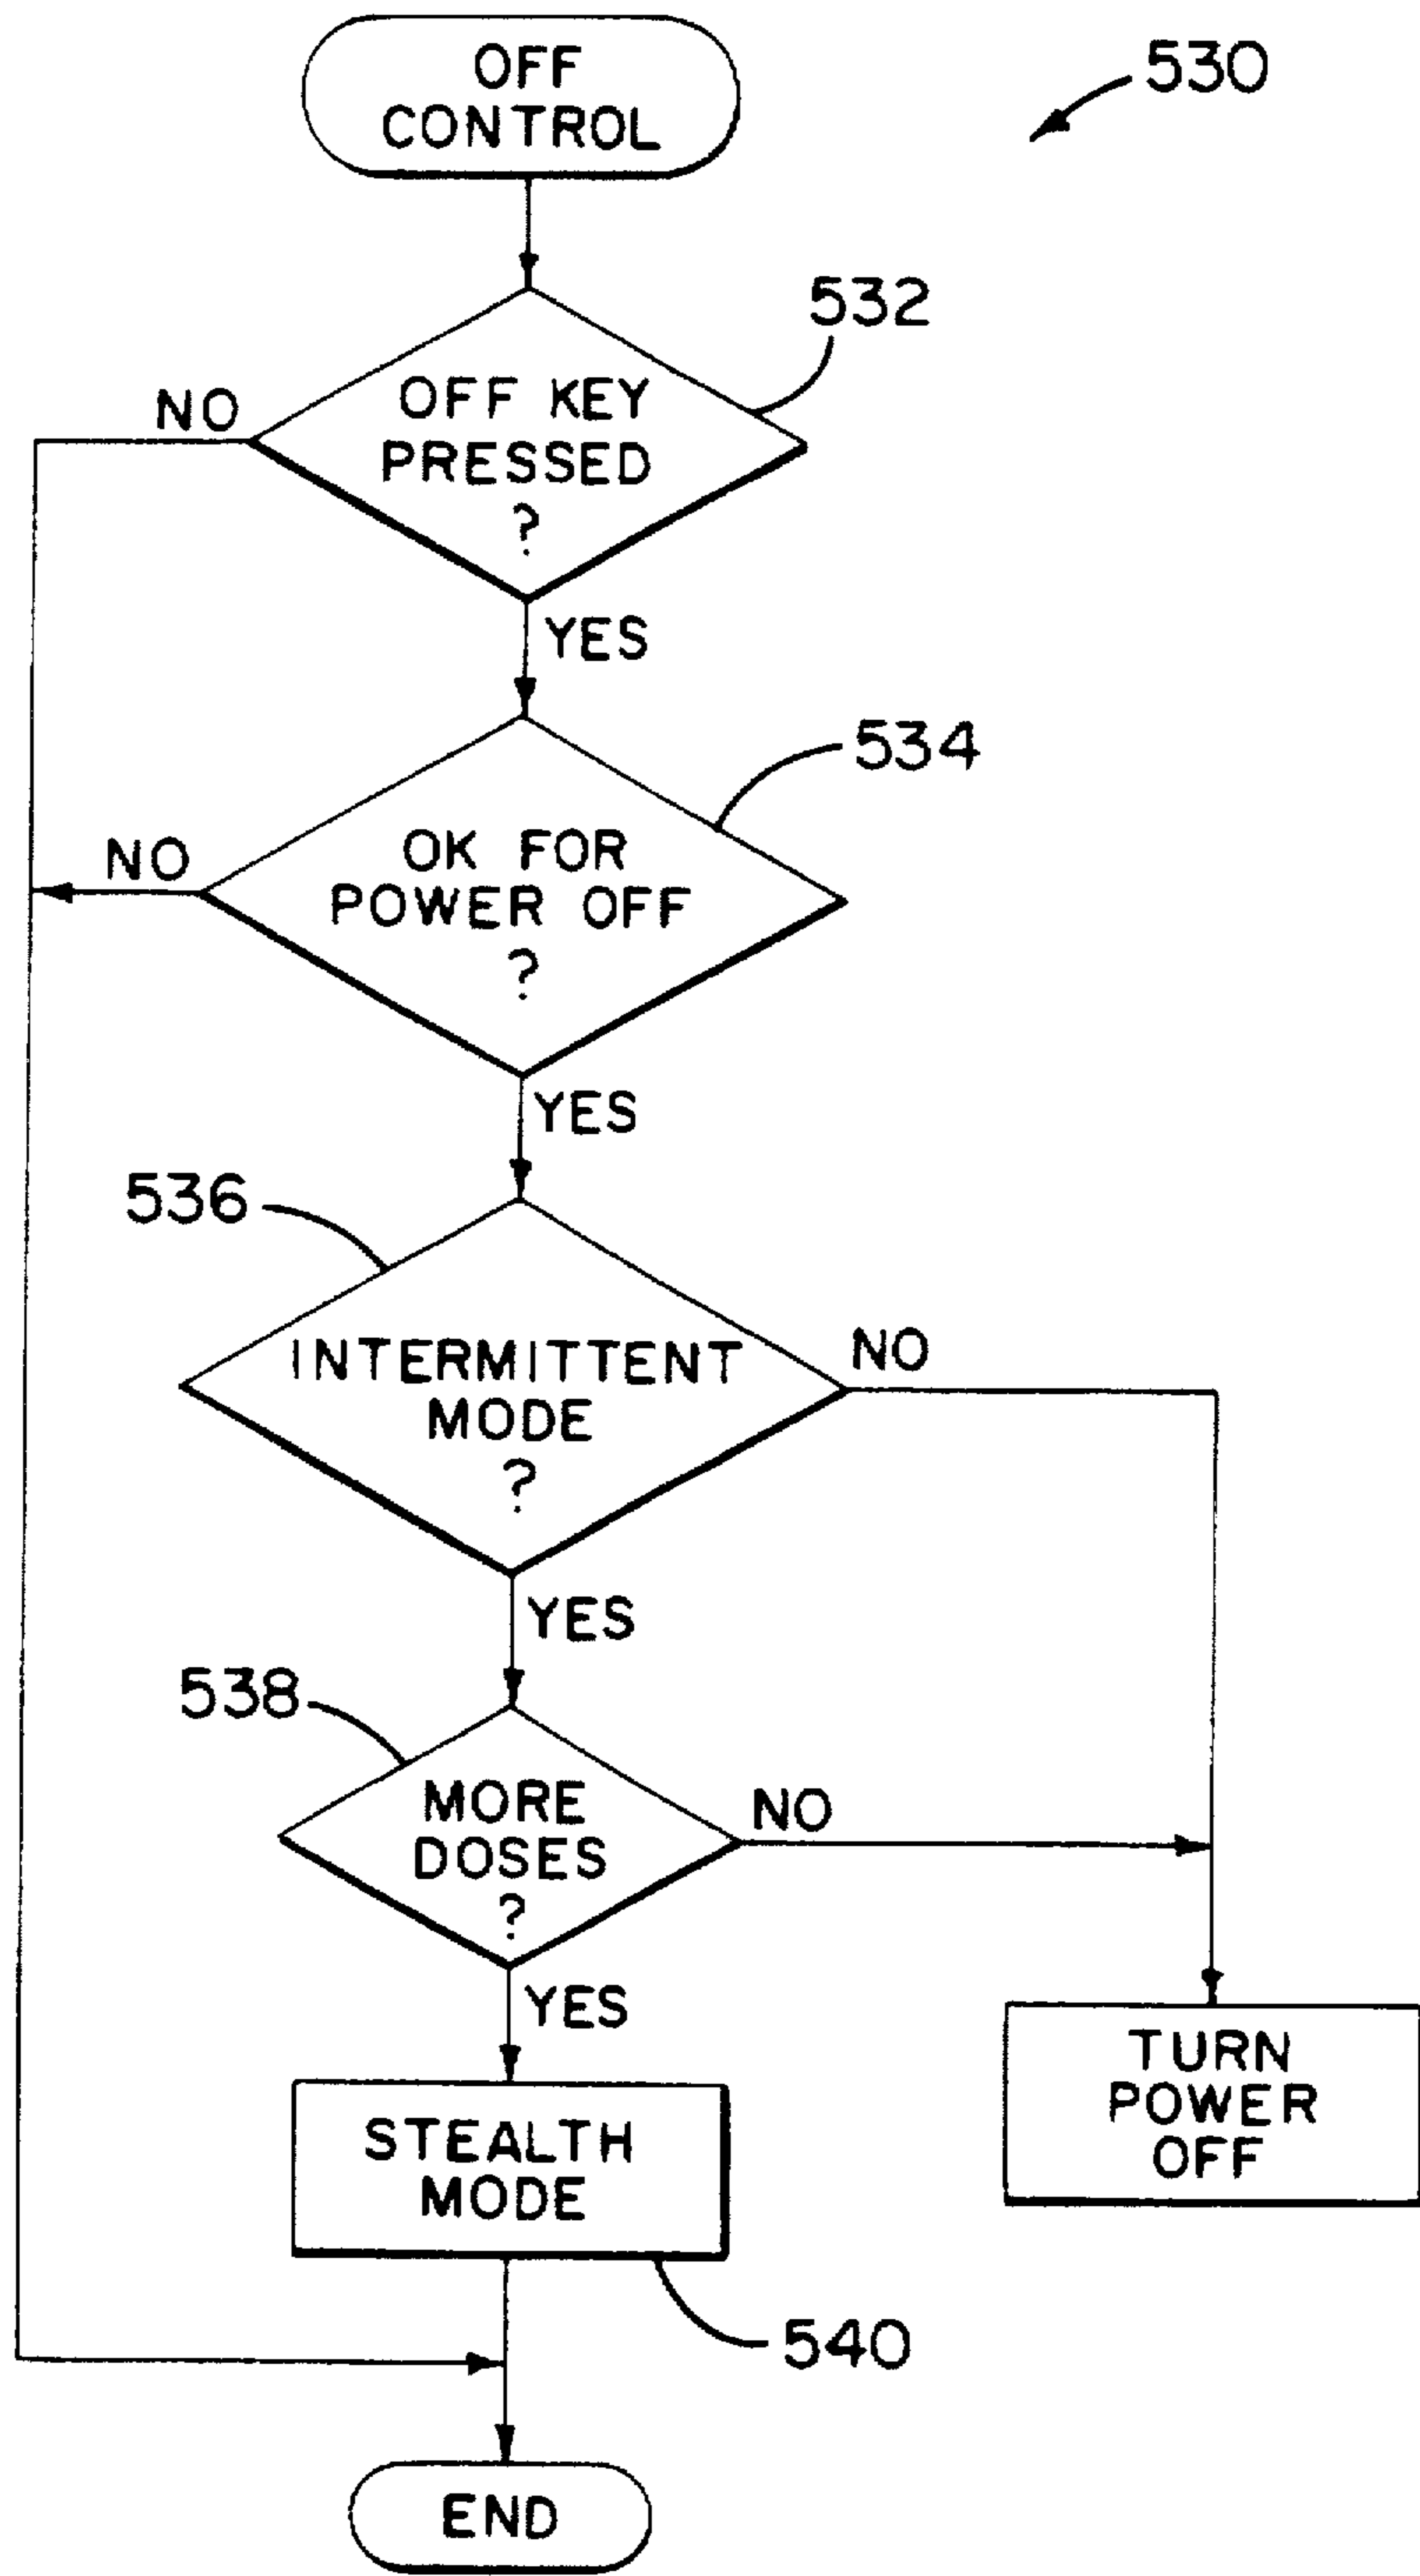 OFF
CONTROL
530
532
NO
OFF KEY
PRESSED
?
YES
534
NO
OK FOR
POWER OFF
?
YES
536
INTERMITTENT
MODE
?
NO
YES
538
MORE
DOSES
?
NO
YES
STEALTH
MODE
TURN
POWER
OFF
540
END